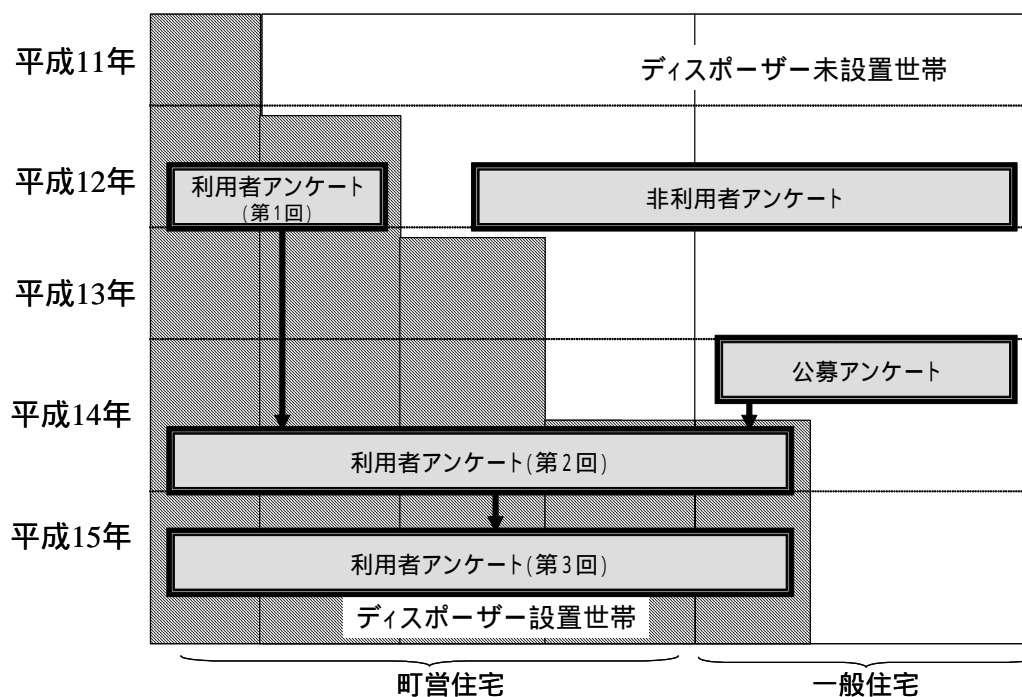 平成11年
ディスポーザー未設置世帯
平成12年
利用者アンケート
(第1回)
非利用者アンケート
平成13年
公募アンケート
平成14年
利用者アンケート(第2回)
平成15年
利用者アンケート(第3回)
ディスポーザー設置世帯
町営住宅
一般住宅